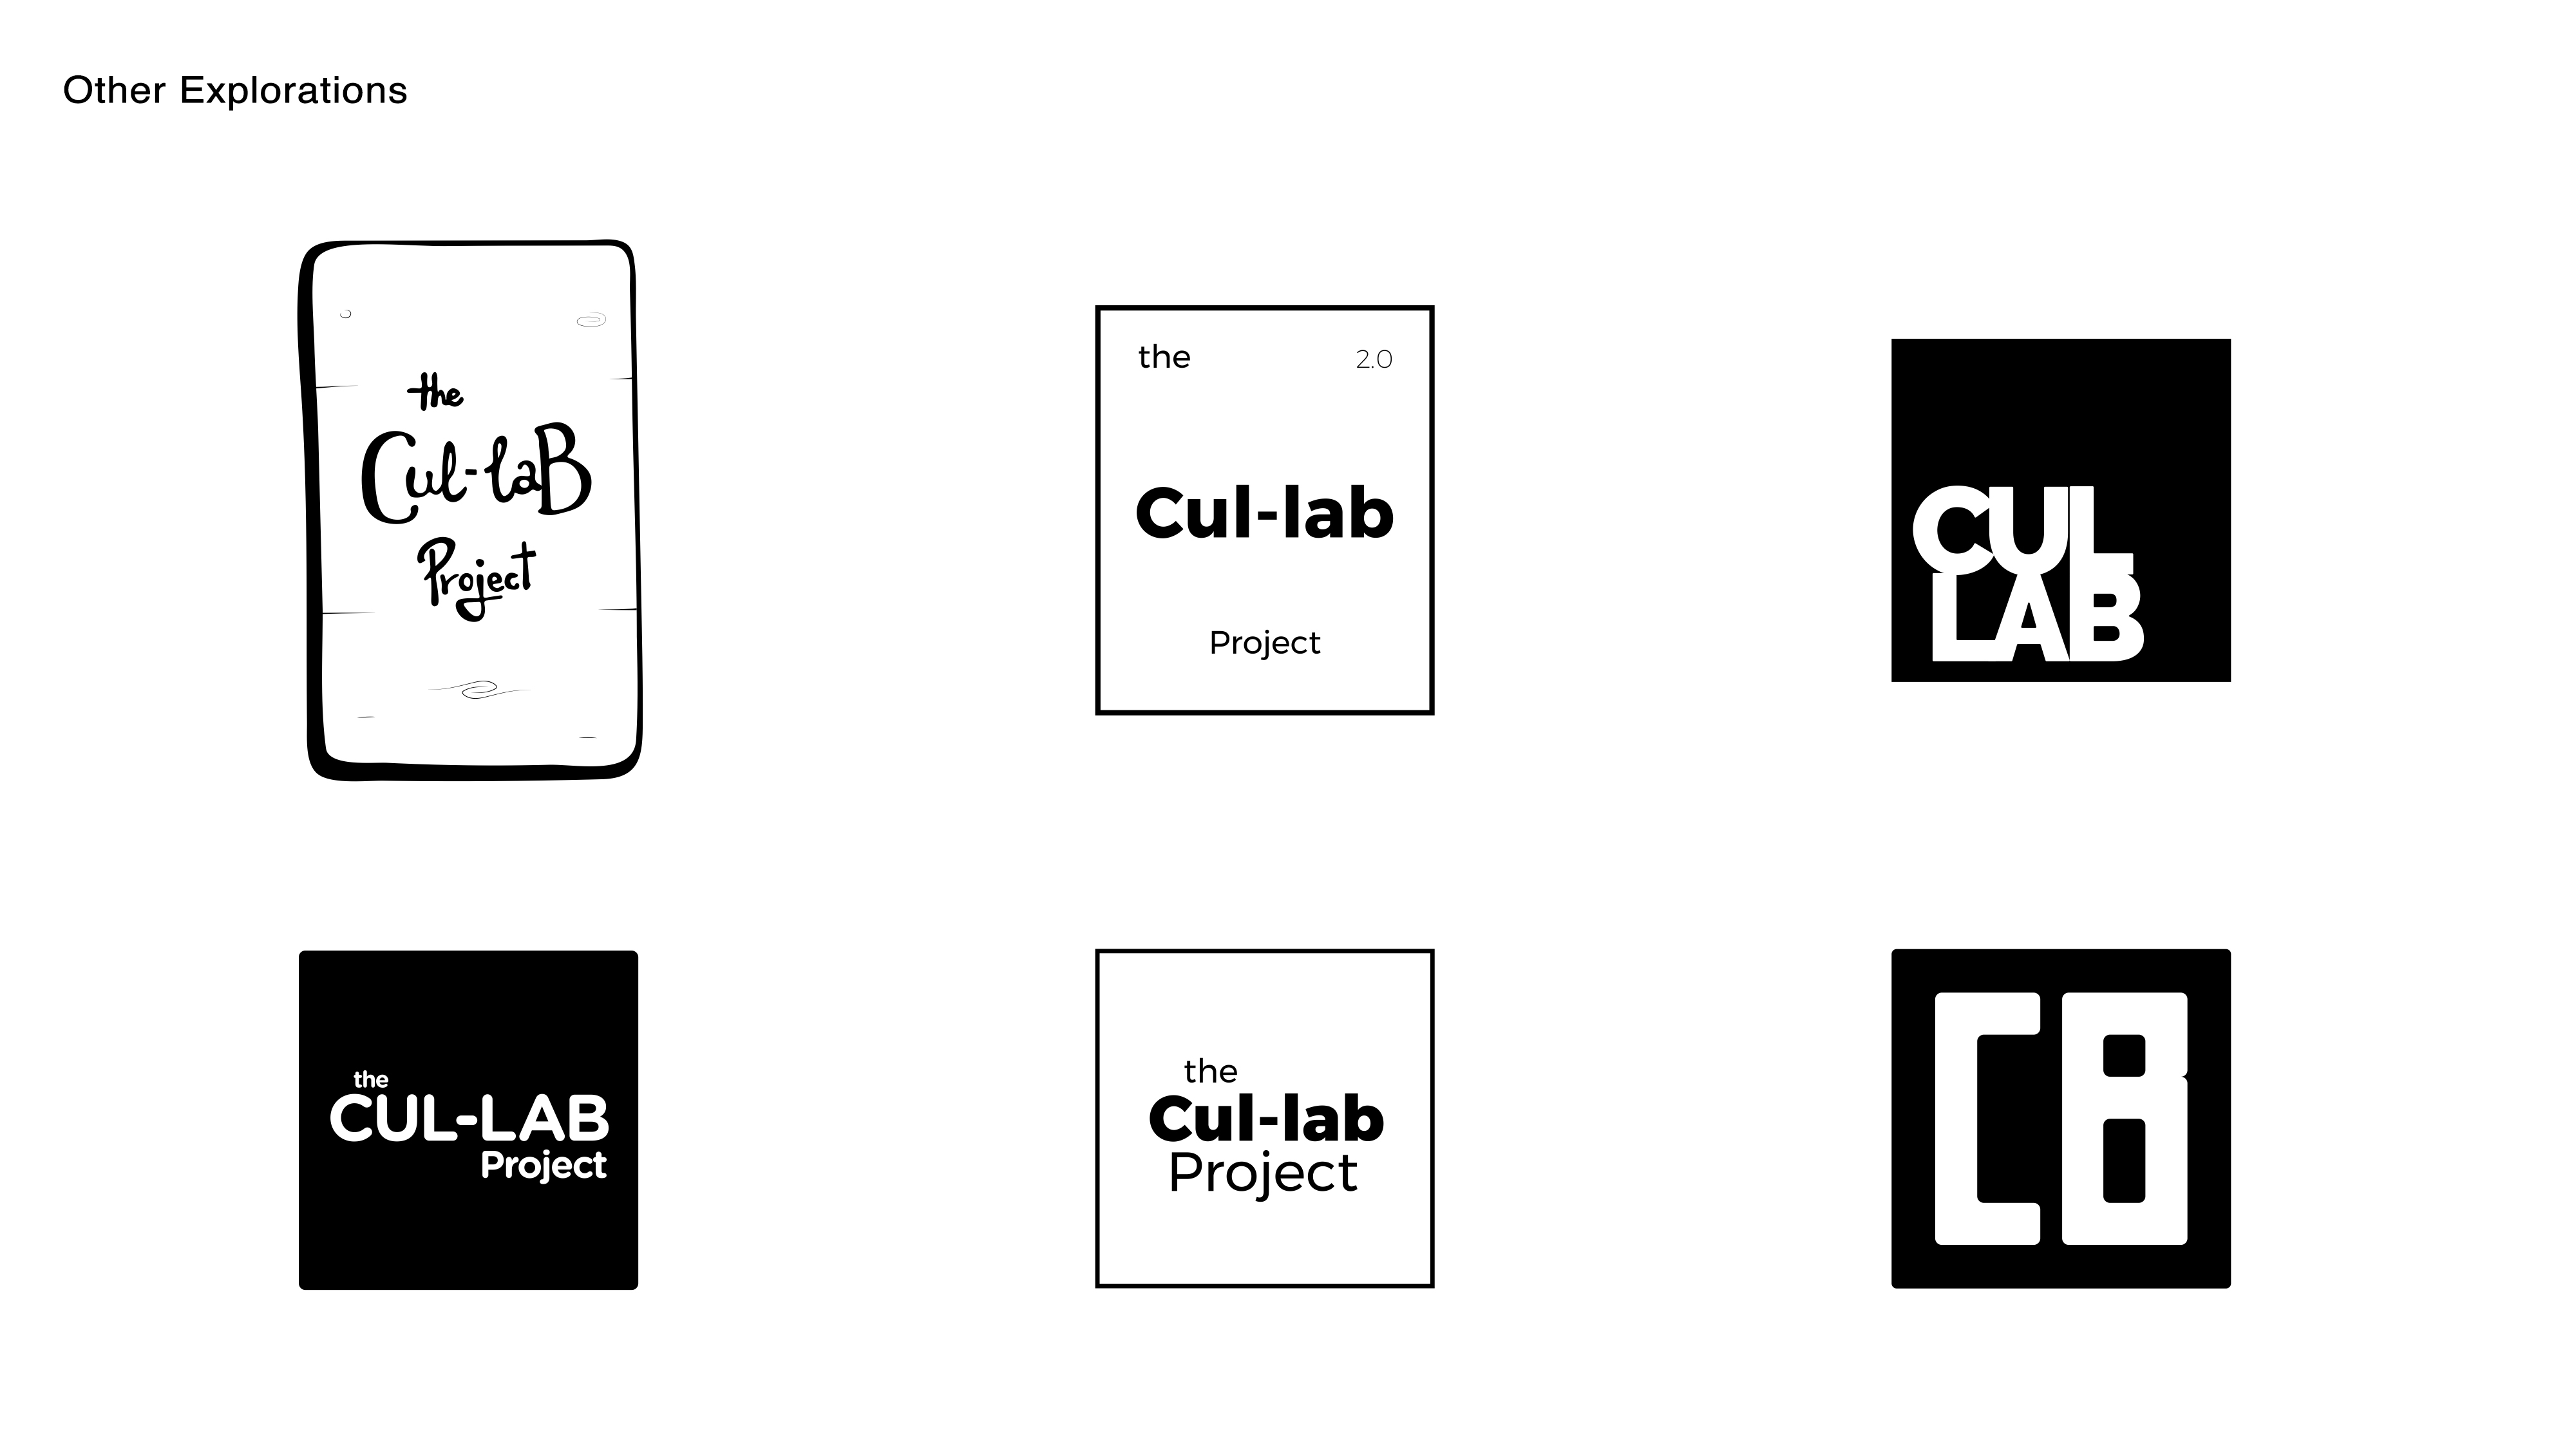 Other Explorations
the
Cul-laB
Project
the 2.0
Cul-lab
Project
CUL
LAB
the
CUL-LAB
Project
the
Cul-lab
Project
CB